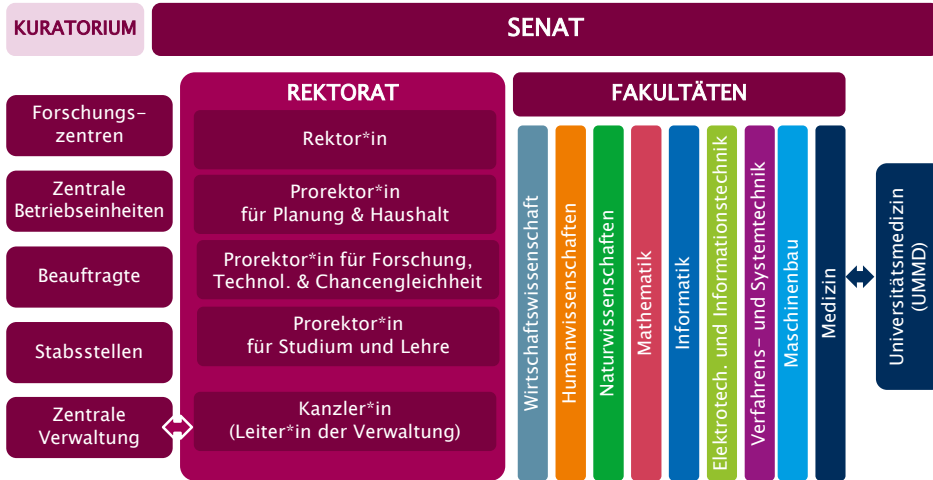 KURATORIUM
SENAT
Forschungs-
zentren
Zentrale
Betriebseinheiten
Beauftragte
Stabsstellen
Zentrale
Verwaltung
REKTORAT
Rektor*in
Prorektor*in
für Planung & Haushalt
Prorektor*in für Forschung,
Technol. & Chancengleichheit
Prorektor*in
für Studium und Lehre
Kanzler*in
(Leiter*in der Verwaltung)
FAKULTÄTEN
Wirtschaftswissenschaft
Humanwissenschaften
Naturwissenschaften
Mathematik
Informatik
Elektrotech. und Informationstechnik
Verfahrens- und Systemtechnik
Maschinenbau
Medizin
Universitätsmedizin
(UMMD)